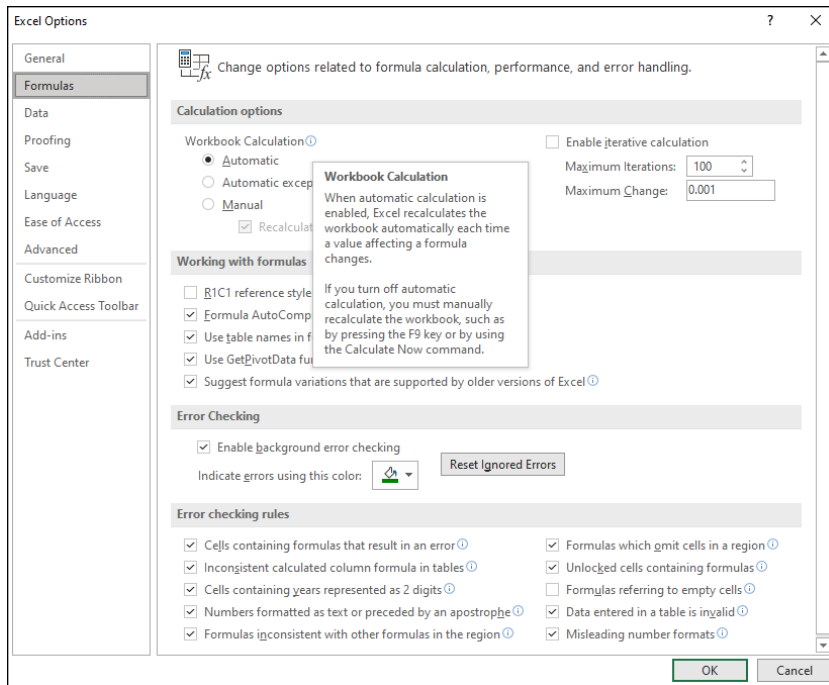 Excel Options
General
Formulas
Data
Proofing
Save
Language
Ease of Access
Advanced
Customize Ribbon
Quick Access Toolbar
Add-ins
Trust Center
Change options related to formula calculation, performance, and error handling.
Calculation options
Workbook Calculation
Automatic
Automatic excep
Manual
Recalculat
Enable iterative calculation
Maximum Iterations: 100
Maximum Change: 0.001
Workbook Calculation
When automatic calculation is
enabled, Excel recalculates the
workbook automatically each time
a value affecting a formula
changes.
If you turn off automatic
calculation, you must manually
recalculate the workbook, such as
by pressing the F9 key or by using
the Calculate Now command.
Working with formulas
R1C1 reference style
Formula AutoComp
Use table names in f
Use GetPivotData fu
Suggest formula variations that are supported by older versions of Excel
Error Checking
Enable background error checking
Indicate errors using this color:
Reset Ignored Errors
Error checking rules
Cells containing formulas that result in an error
Inconsistent calculated column formula in tables
Cells containing years represented as 2 digits
Numbers formatted as text or preceded by an apostrophe
Formulas inconsistent with other formulas in the region
Formulas which omit cells in a region
Unlocked cells containing formulas
Formulas referring to empty cells
Data entered in a table is invalid
Misleading number formats
OK
Cancel